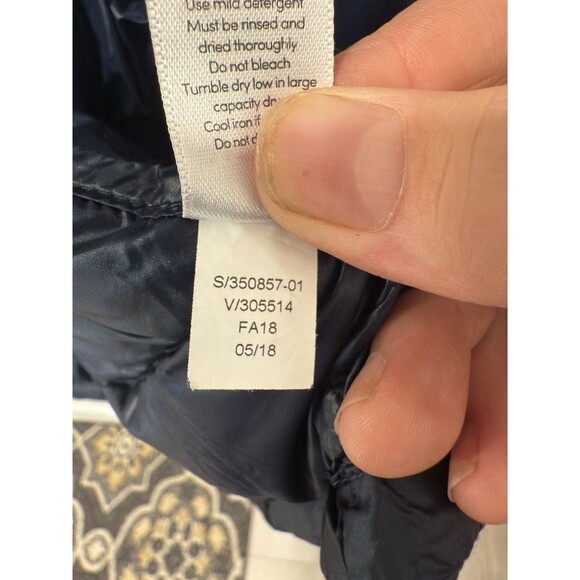 Use mild detergent
Must be rinsed and
dried thoroughly
Do not bleach
Tumble dry low in large
capacity
Cool iron if
Do not
S/350857-01
V/305514
FA18
05/18